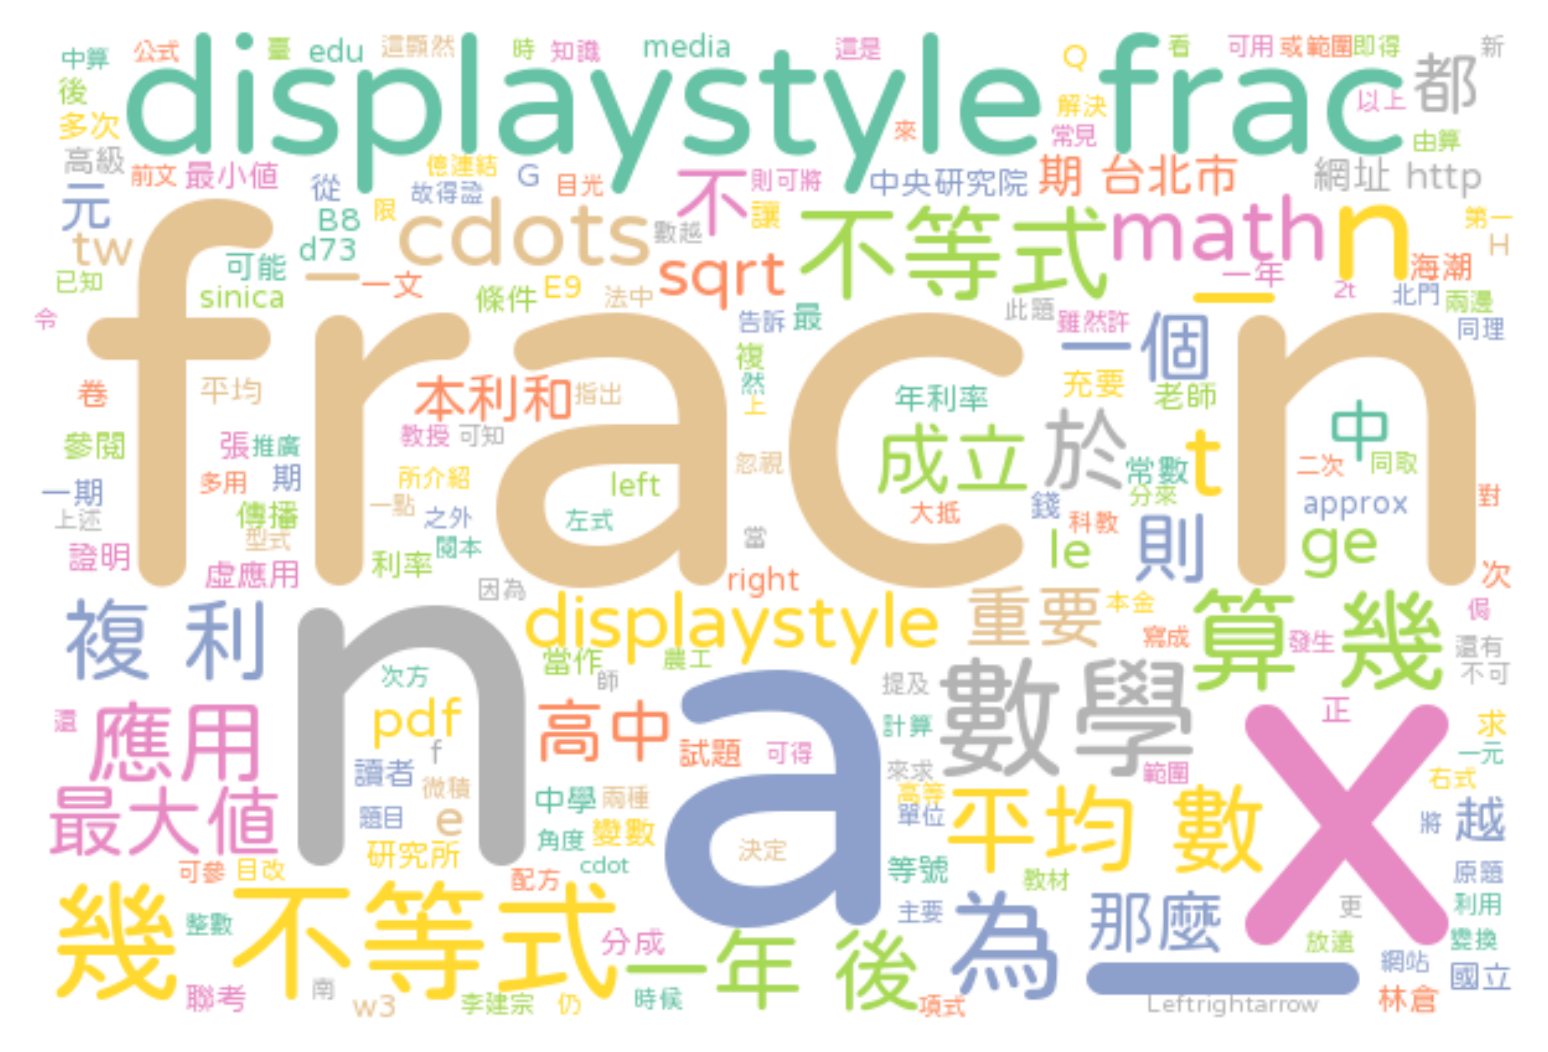 中算 公式 臺 edu 這顯然 時 知識 media 這是 Q 看 可用 或範圍 即得 新
displaystyle frac 都
後 解決 以上
多次 來 常見 由算
高級 前文 最小值 從 億連結 故得證 G 目光 不 則可將 中央研究院 期 台北市 網址 http
元 B8 限 cdots 數越 讓 不等式 math n 第一 H
tw d73 可能 一 一文 sqrt 一年 海潮
已知 sinica 條件 E9 法中 此題 2t 北門 兩邊
令 frac n 告訴 最 雖然許 一個 同理
複 然 上
卷 平均 本利和 指出 年利率 充要 老師
參閱 張 推廣 教授 可知 成立 於 中
多用 期 所介紹 left 忽視 常數 t 二次 同取
一期 上述 傳播 一點 之外 左式 大抵 分來 錢 科教 approx 對
型式 證明 虛應用 利率 閱本 當 le 則 ge
因為 right 次
複 利 n displaystyle 重要 本金 算 幾 侷
寫成 發生 還有
次方 當作 師 農工 a 提及 數學 不可
這 應用 pdf f 高中 試題 可得 計算 x 正 求
讀者 微積 來求 範圍 一元 右式
最大值 題目 e 中學 兩種 高等 單位 平均 數 將 越
研究所 角度 變數 決定
可參 目改 配方 cdot 等號 教材 原題
幾 不等式 整數 主要 為 那麼 更 利用
分成 一年 後 放遠 變換
聯考 南 w3 李建宗 仍 時候 項式 Leftrightarrow 網站 林倉 國立